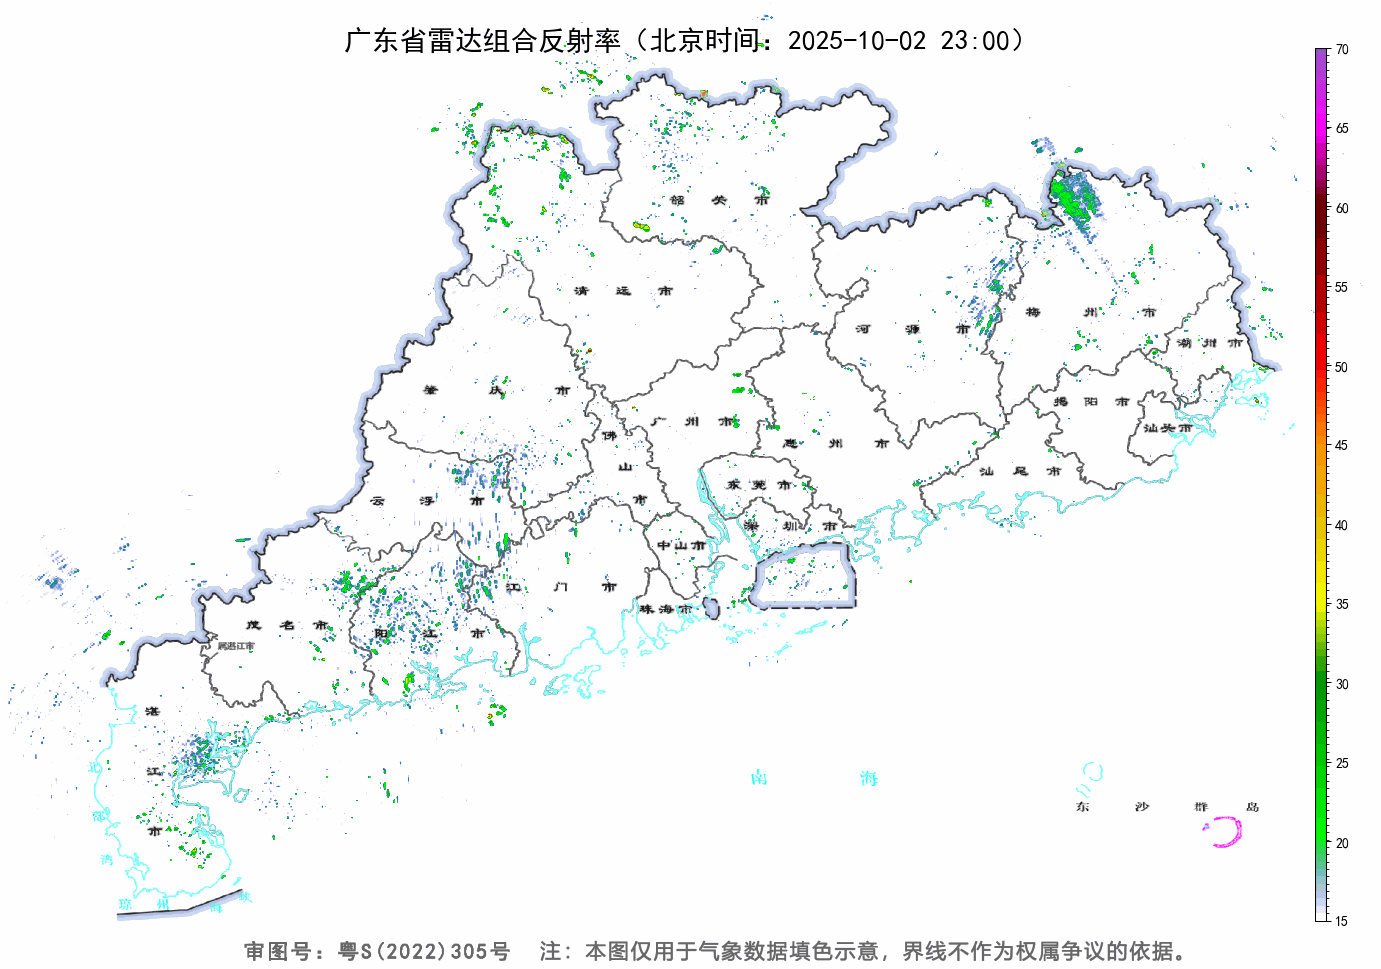 广东省雷达组合反射率（北京时间：2025-10-02 23:00）
70
65
60
55
50
45
40
35
30
25
20
15
韶关市
清远市
河源市
梅州市
潮州市
肇庆市
揭阳市
广州市
汕头市
佛山市
惠州市
汕尾市
东莞市
云浮市
深圳市
中山市
江门市
珠海市
茂名市
阳江市
属湛江市
湛江市
北部湾
南海
东沙群岛
琼州海峡
审图号：粤S(2022)305号 注：本图仅用于气象数据填色示意，界线不作为权属争议的依据。